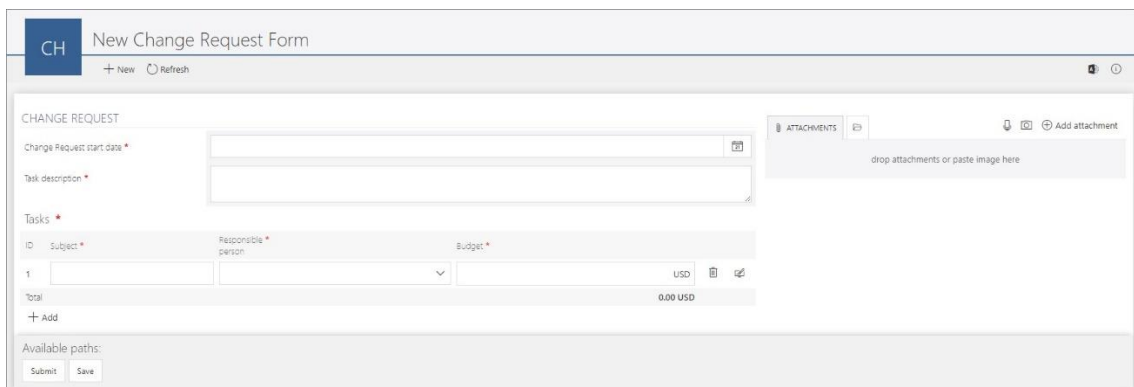 CH New Change Request Form
+ New Refresh
CHANGE REQUEST
Change Request start date *
Task description *
Tasks *
ID Subject * Responsible * person Budget *
1 USD
Total 0.00 USD
+ Add
ATTACHMENTS
Add attachment
drop attachments or paste image here
Available paths:
Submit Save